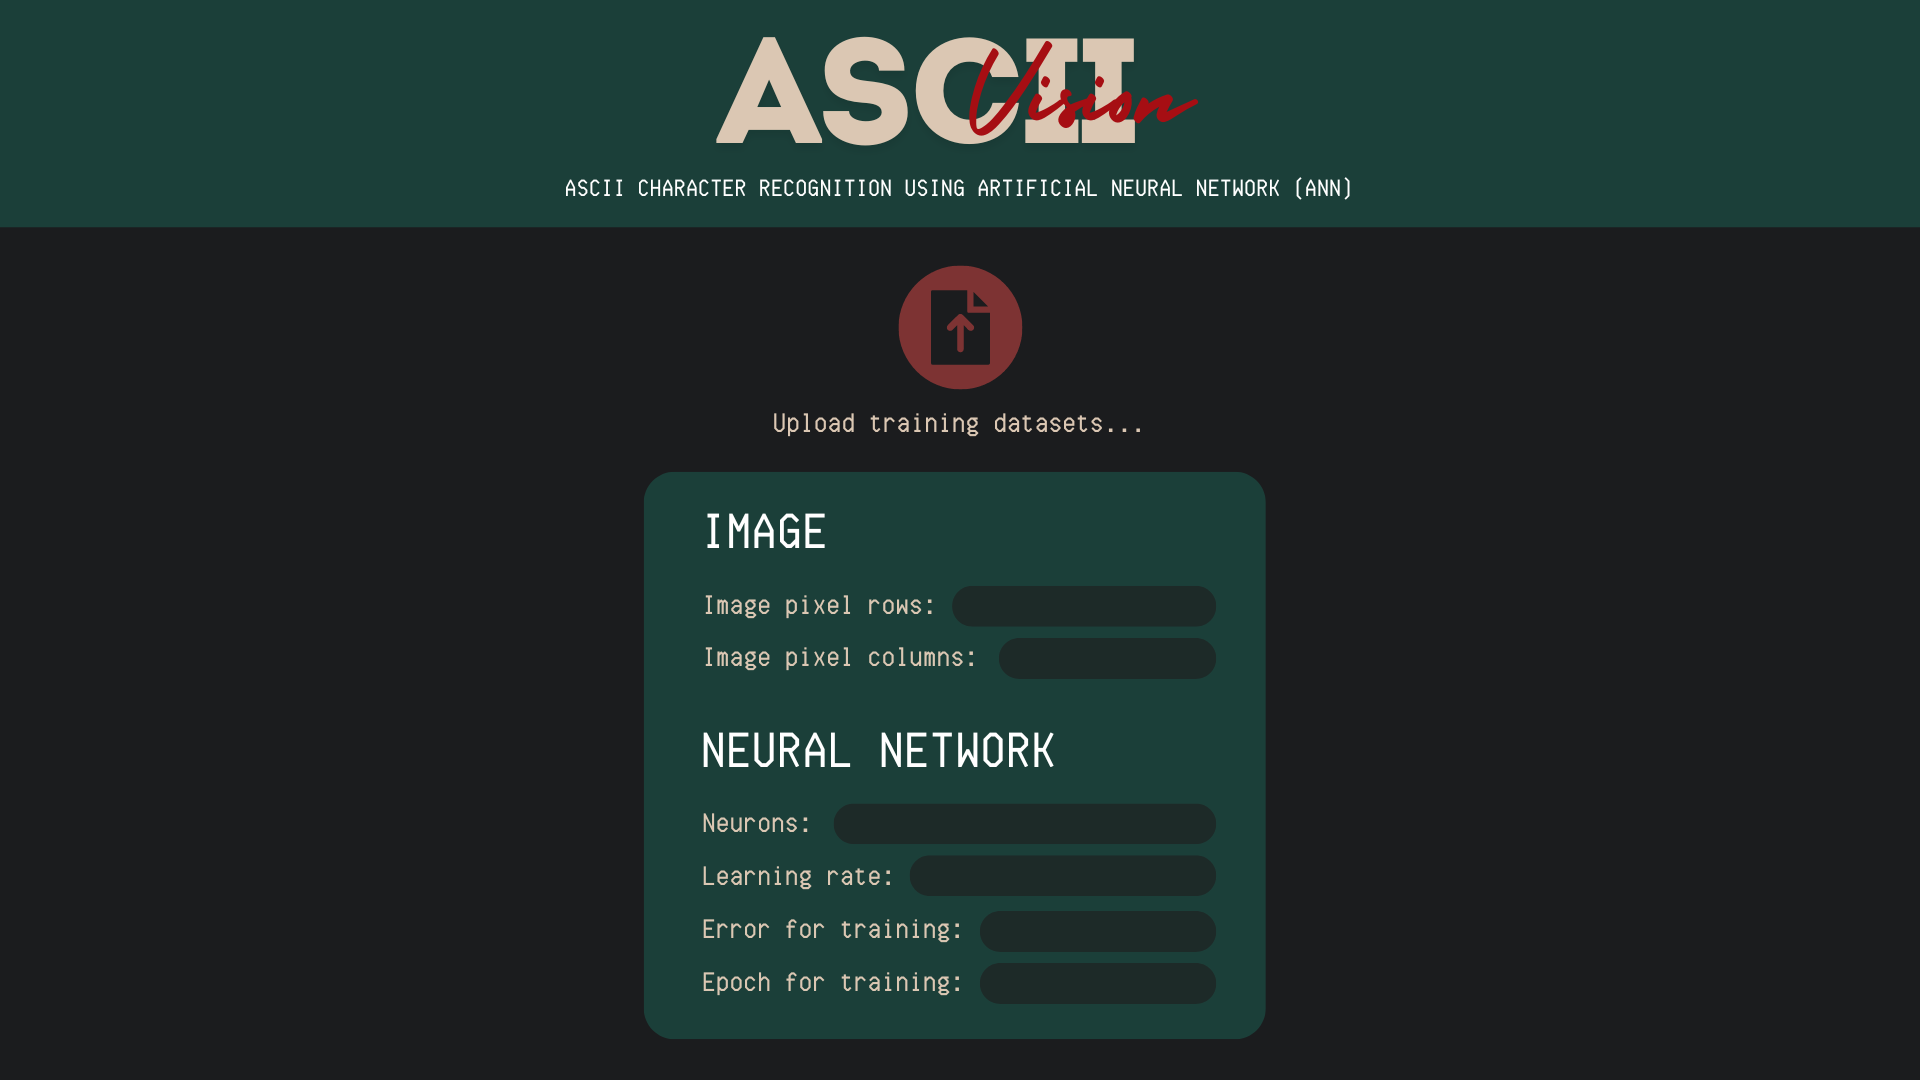 ASCII Vision
ASCII CHARACTER RECOGNITION USING ARTIFICIAL NEURAL NETWORK (ANN)
Upload training datasets...
IMAGE
Image pixel rows:
Image pixel columns:
NEURAL NETWORK
Neurons:
Learning rate:
Error for training:
Epoch for training: